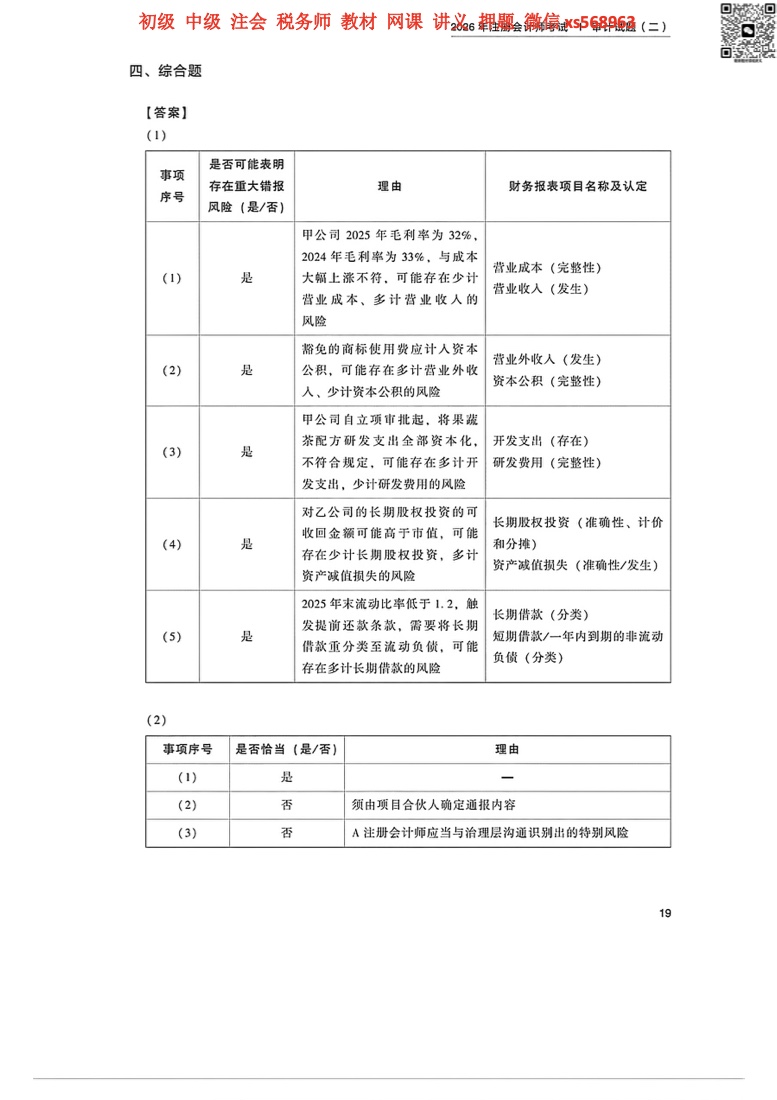 初级 中级 注会 税务师 教材 网课 讲义 押题 微信 xs568963
2026年注册会计师考试 审计试题（二）
四、综合题
【答案】
（1）
事项序号 是否可能表明存在重大错报风险（是/否） 理由 财务报表项目名称及认定
（1） 是 甲公司 2025 年毛利率为 32%，
2024 年毛利率为 33%，与成本
大幅上涨不符，可能存在少计
营业成本、多计营业收入的
风险
营业成本（完整性）
营业收入（发生）
（2） 是 豁免的商标使用费应计入资本
公积，可能存在多计营业外收
入、少计资本公积的风险
营业外收入（发生）
资本公积（完整性）
（3） 是 甲公司自立项审批起，将果蔬
茶配方研发支出全部资本化，
不符合规定，可能存在多计开
发支出，少计研发费用的风险
开发支出（存在）
研发费用（完整性）
（4） 是 对乙公司的长期股权投资的可
收回金额可能高于市值，可能
存在少计长期股权投资，多计
资产减值损失的风险
长期股权投资（准确性、计价
和分摊）
资产减值损失（准确性/发生）
（5） 是 2025 年末流动比率低于 1.2，触
发提前还款条款，需要将长期
借款重分类至流动负债，可能
存在多计长期借款的风险
长期借款（分类）
短期借款/一年内到期的非流动
负债（分类）
（2）
事项序号 是否恰当（是/否） 理由
（1） 是 —
（2） 否 须由项目合伙人确定通报内容
（3） 否 A 注册会计师应当与治理层沟通识别出的特别风险
19